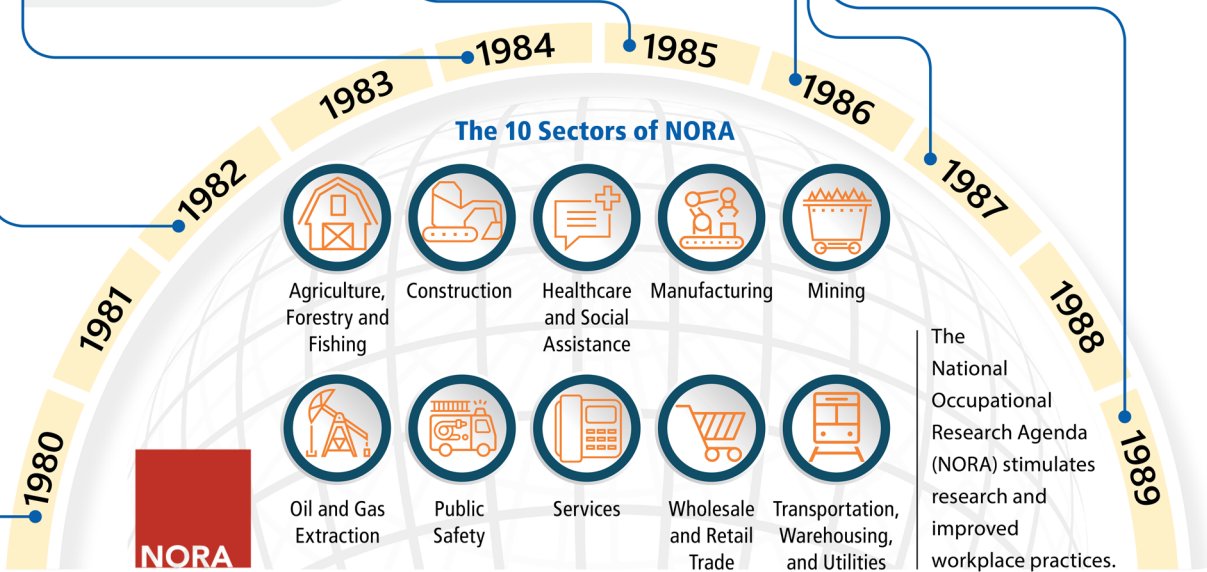 1980
1981
1982
1983
1984
1985
1986
1987
1988
1989
The 10 Sectors of NORA
Agriculture,
Forestry and
Fishing
Construction
Healthcare
and Social
Assistance
Manufacturing
Mining
Oil and Gas
Extraction
Public
Safety
Services
Wholesale
and Retail
Trade
Transportation,
Warehousing,
and Utilities
The
National
Occupational
Research Agenda
(NORA) stimulates
research and
improved
workplace practices.
NORA